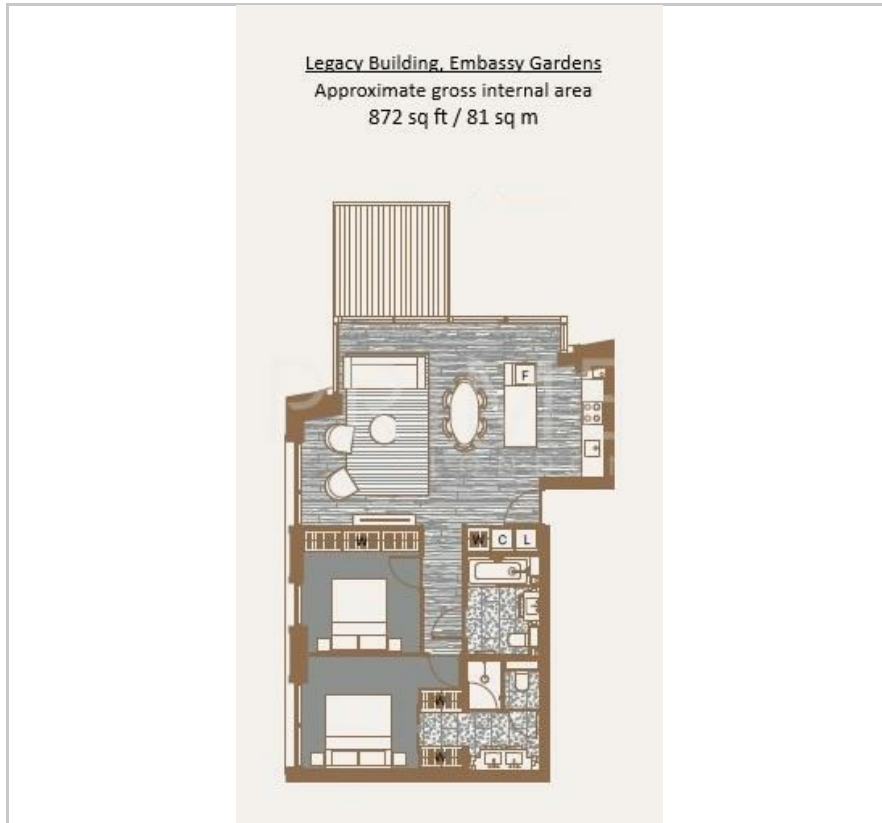 Legacy Building, Embassy Gardens
Approximate gross internal area
872 sq ft / 81 sq m
F
W
W C L
W
W